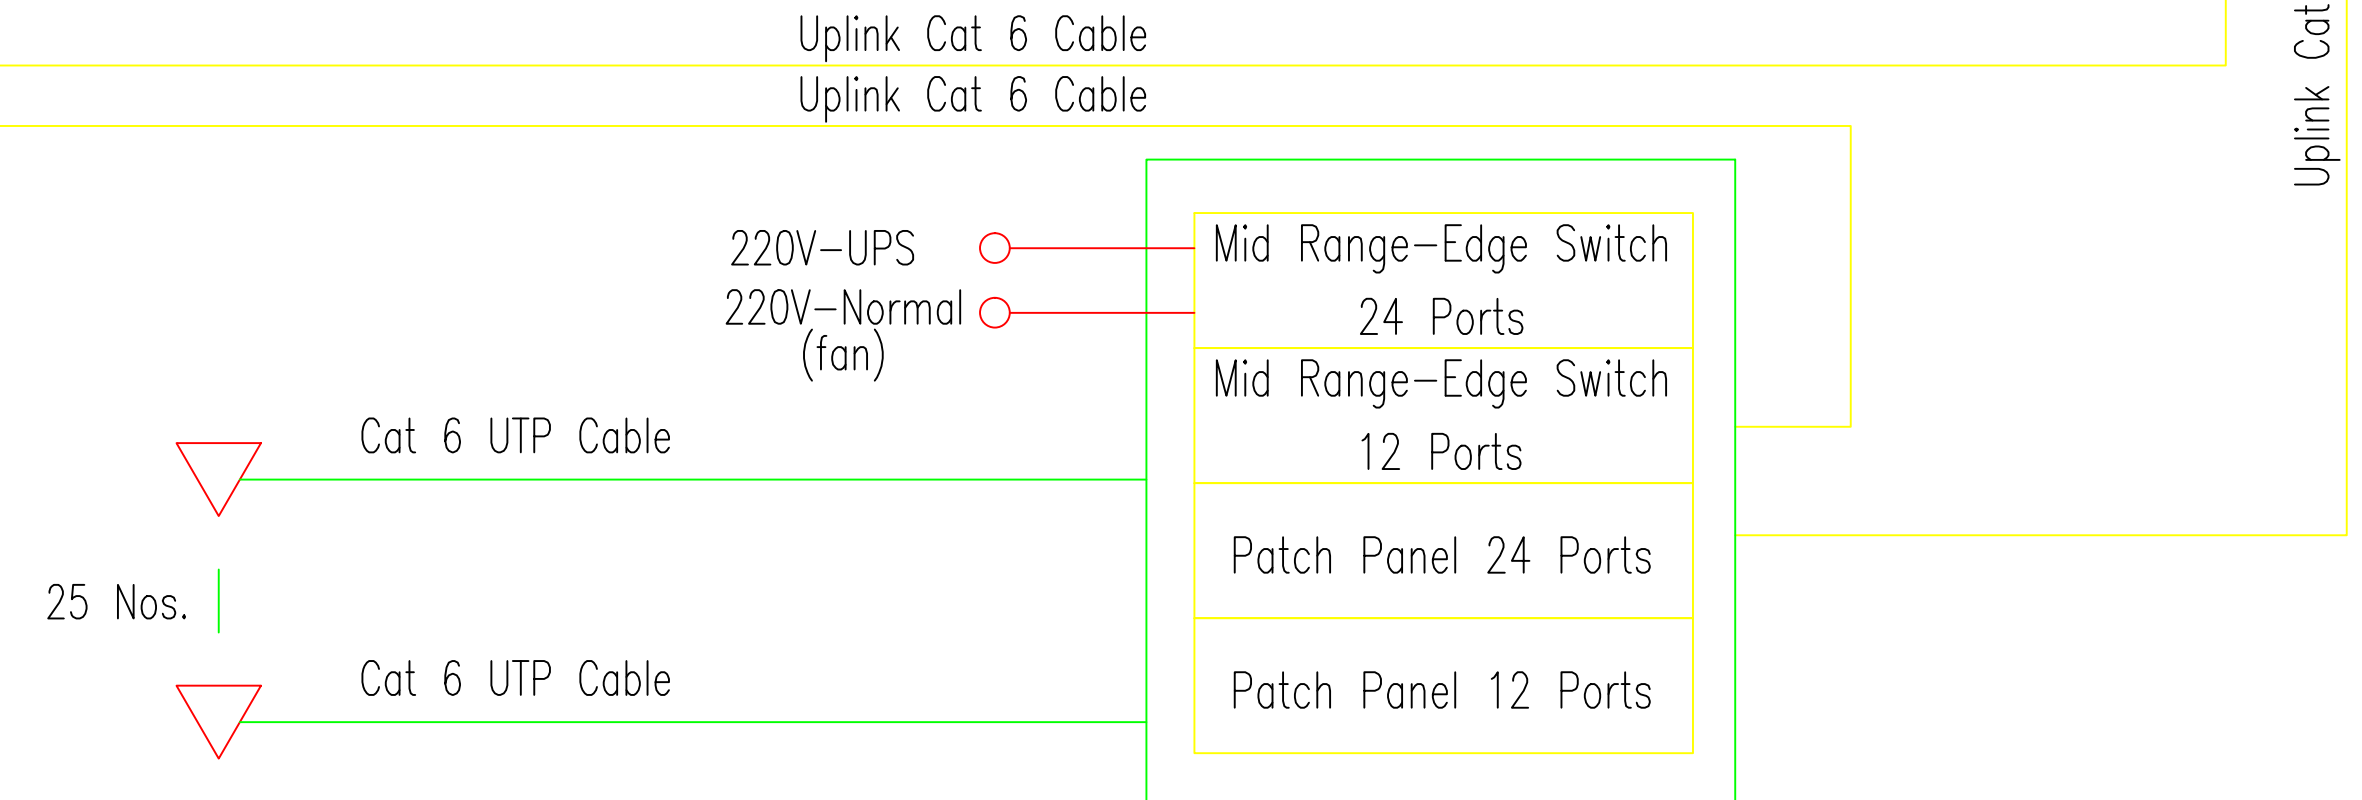 Uplink Cat 6 Cable
Uplink Cat 6 Cable
Uplink Cat
220V-UPS
220V-Normal
(fan)
Mid Range-Edge Switch
24 Ports
Mid Range-Edge Switch
12 Ports
Cat 6 UTP Cable
Patch Panel 24 Ports
25 Nos.
Cat 6 UTP Cable
Patch Panel 12 Ports